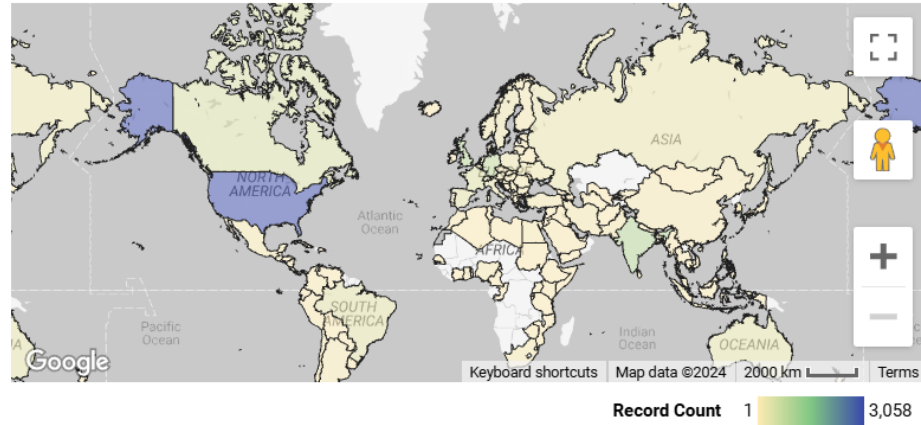 ASIA
NORTH
AMERICA
Atlantic
Ocean
AFRICA
SOUTH
AMERICA
Pacific
Ocean
Indian
Ocean
OCEANIA
IA
Google
Keyboard shortcuts
Map data ©2024
2000 km
Terms
Record Count 1 3,058